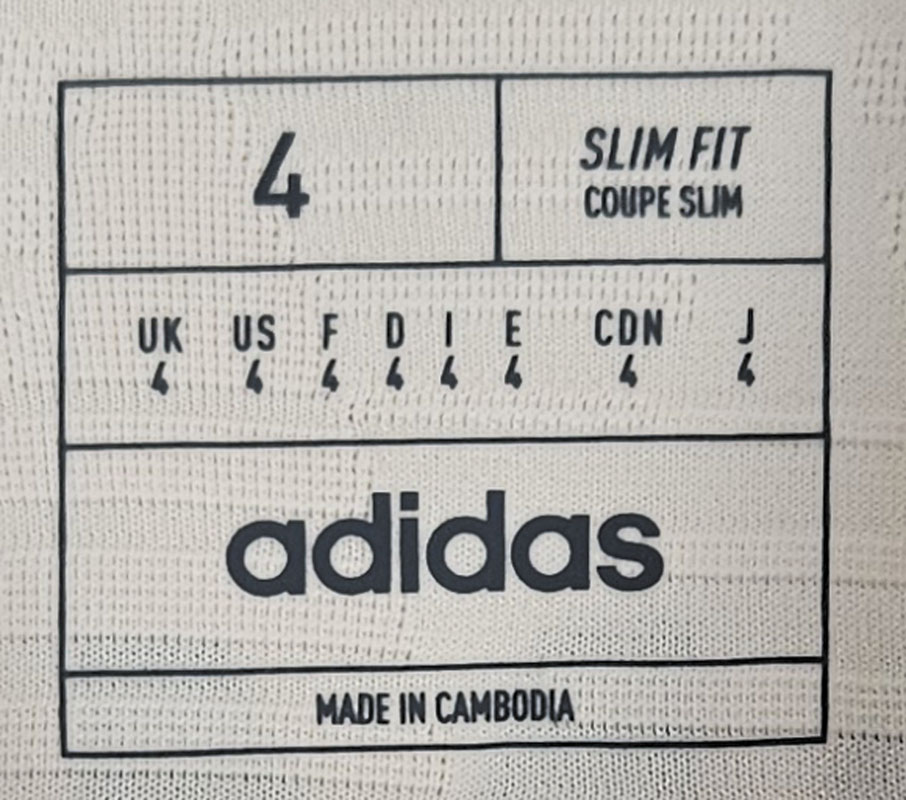 4
SLIM FIT
COUPE SLIM
UK US F D I E CDN J
4 4 4 4 4 4 4 4
adidas
MADE IN CAMBODIA